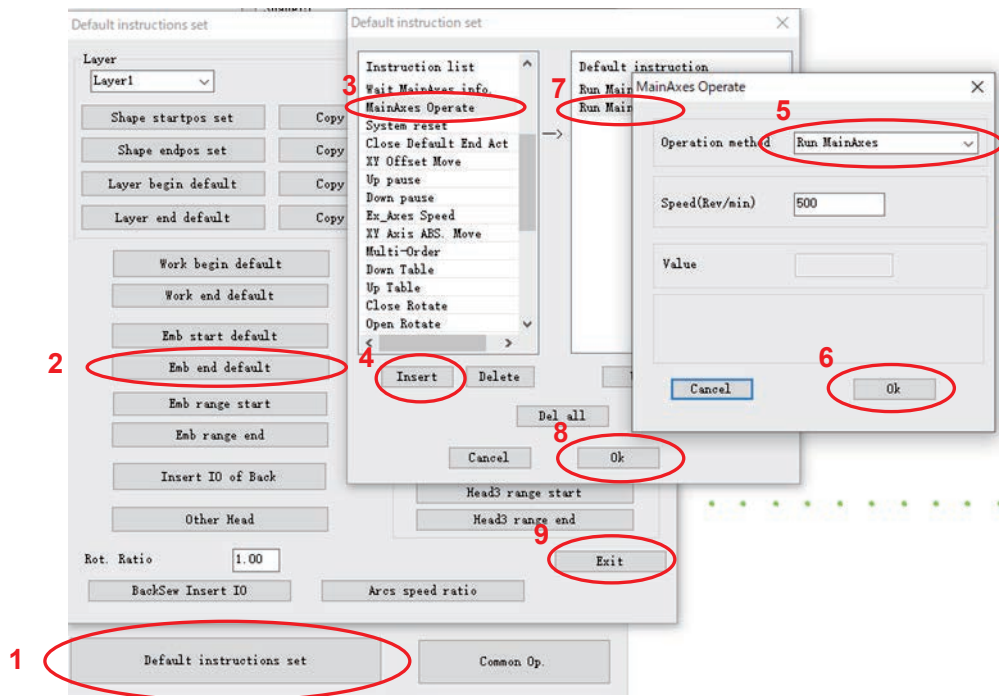 Default instructions set
Layer
Layer1
Shape startpos set
Copy
Shape endpos set
Copy
Layer begin default
Copy
Layer end default
Copy
Work begin default
Work end default
Emb start default
2
Emb end default
Emb range start
Emb range end
Insert IO of Back
Other Head
Head3 range start
Head3 range end
9
Exit
Rot. Ratio
1.00
BackSew Insert IO
Arcs speed ratio
1
Default instructions set
Common Op.
Default instruction set
Instruction list
3
Wait MainAxes info.
MainAxes Operate
System reset
Close Default End Act
XY Offset Move
Up pause
Down pause
Ex_Axes Speed
XY Axis ABS. Move
Multi-Order
Down Table
Up Table
Close Rotate
Open Rotate
-->
Default instruction
7
Run Main
Run Main
4
Insert
Delete
Del all
8
Cancel
Ok
MainAxes Operate
5
Operation method
Run MainAxes
Speed(Rev/min)
500
Value
6
Cancel
Ok